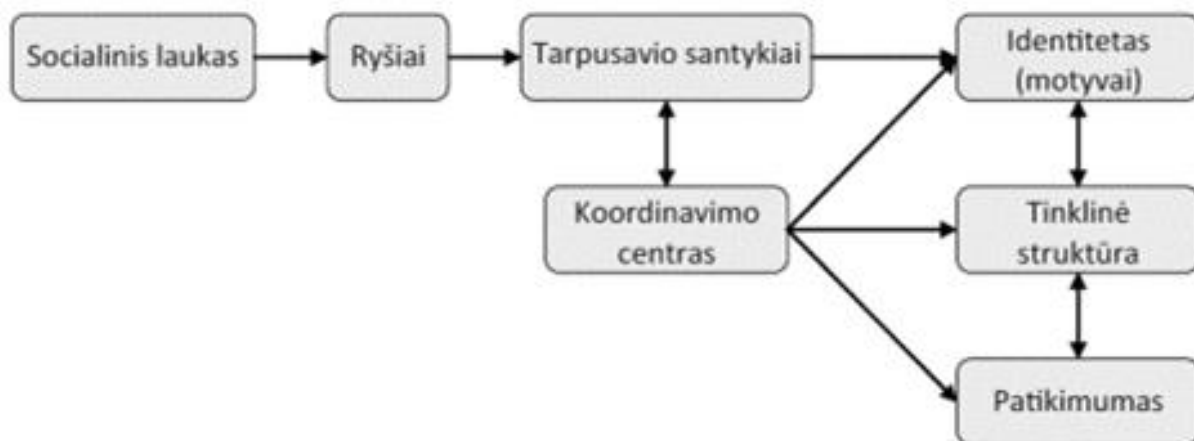 Socialinis laukas
Ryšiai
Tarpusavio santykiai
Identitetas
(motyvai)
Koordinavimo
centras
Tinklinė
struktūra
Patikimumas